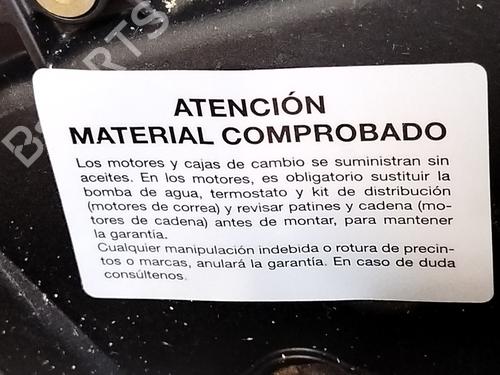 ATENCIÓN
MATERIAL COMPROBADO
Los motores y cajas de cambio se suministran sin
aceites. En los motores, es obligatorio sustituir la
bomba de agua, termostato y kit de distribución
(motores de correa) y revisar patines y cadena (mo-
tores de cadena) antes de montar, para mantener
la garantía.
Cualquier manipulación indebida o rotura de precin-
tos o marcas, anulará la garantía. En caso de duda
consúltenos.